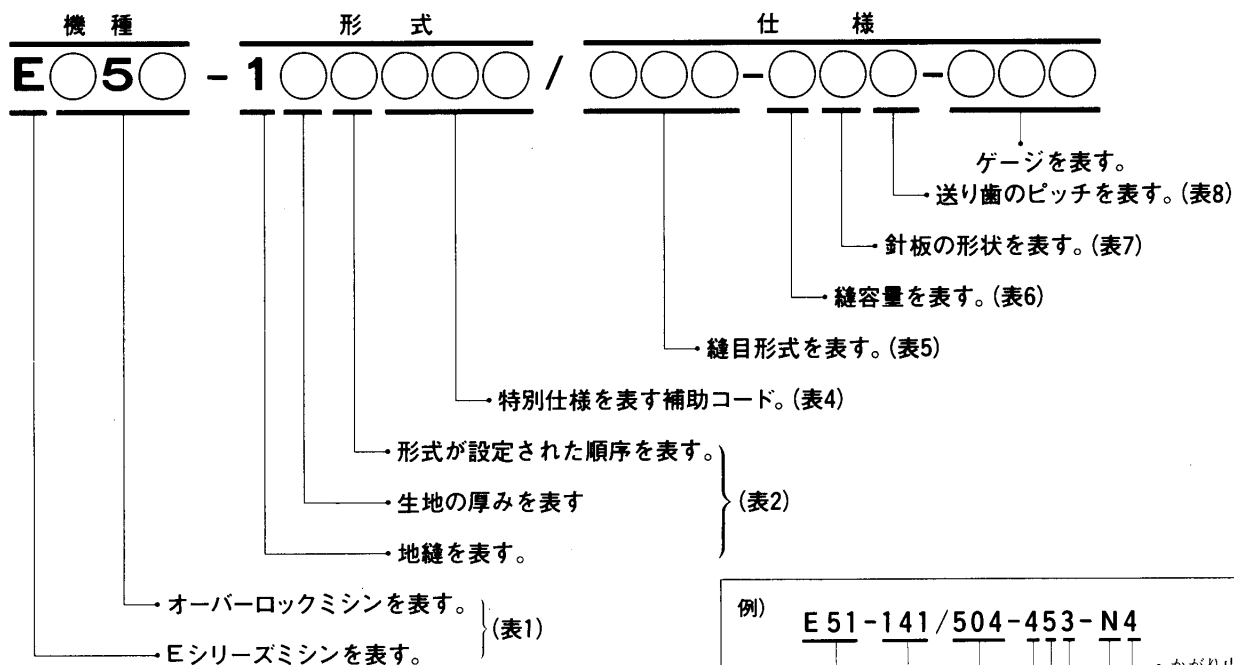 機種 形式 仕様
E○5○-1○○○○○/○○○-○○○-○○○
ゲージを表す。
送り歯のピッチを表す。(表8)
針板の形状を表す。(表7)
縫容量を表す。(表6)
縫目形式を表す。(表5)
特別仕様を表す補助コード。(表4)
形式が設定された順序を表す。
生地の厚みを表す
(表2)
地縫を表す。
オーバーロックミシンを表す。
(表1)
Eシリーズミシンを表す。
例)
E51-141/504-453-N4